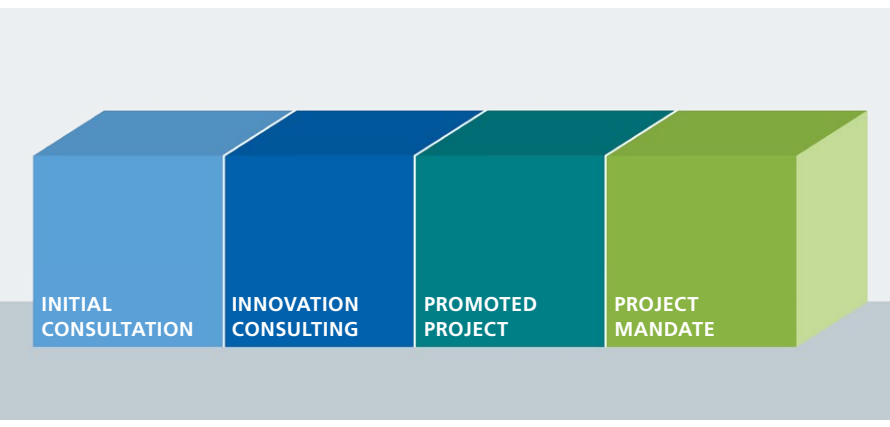 INITIAL
CONSULTATION
INNOVATION
CONSULTING
PROMOTED
PROJECT
PROJECT
MANDATE